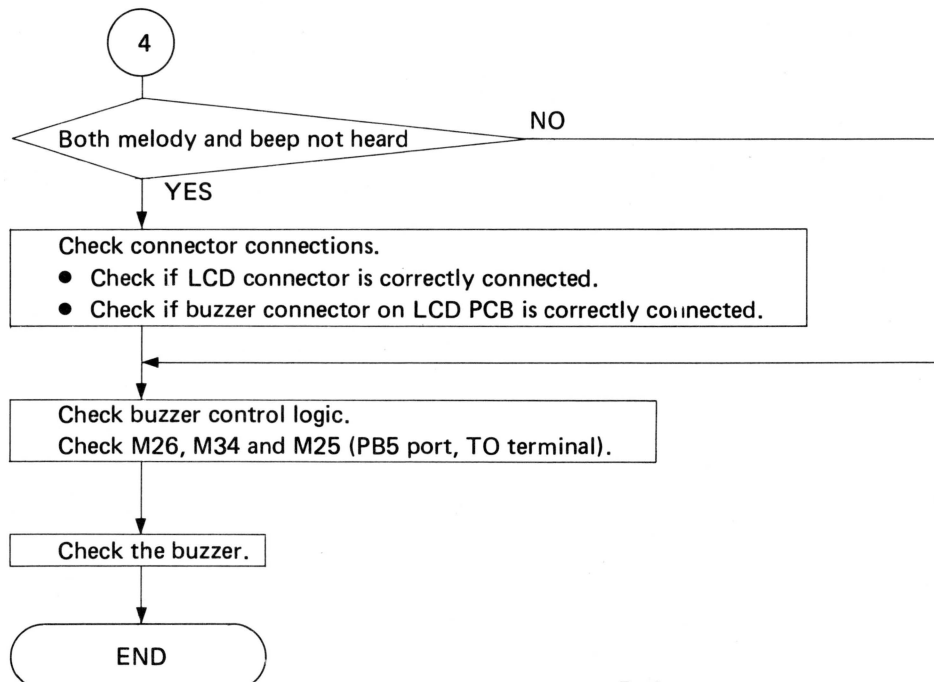 4
Both melody and beep not heard
NO
YES
Check connector connections.
● Check if LCD connector is correctly connected.
● Check if buzzer connector on LCD PCB is correctly connected.
Check buzzer control logic.
Check M26, M34 and M25 (PB5 port, TO terminal).
Check the buzzer.
END